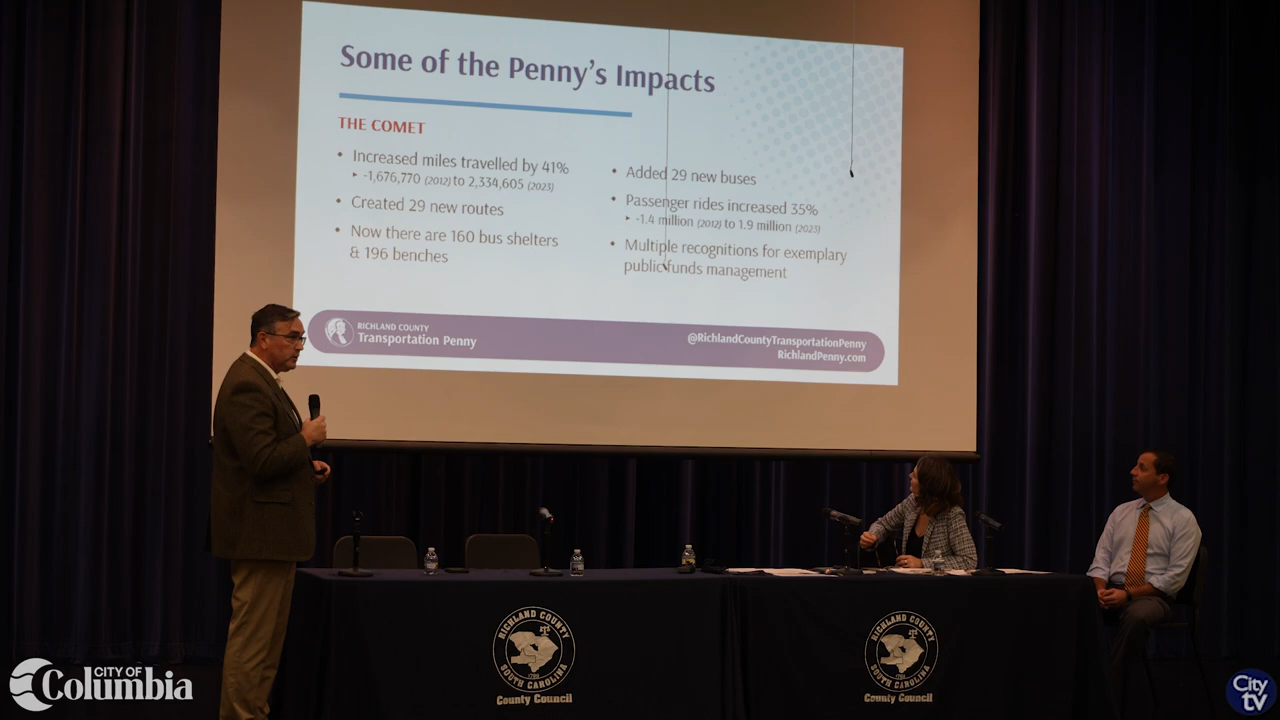 Some of the Penny's Impacts
THE COMET
• Increased miles travelled by 41%
‣ ~1,676,770 (2012) to 2,334,605 (2023)
• Created 29 new routes
• Now there are 160 bus shelters
& 196 benches
• Added 29 new buses
• Passenger rides increased 35%
‣ ~1.4 million (2012) to 1.9 million (2023)
• Multiple recognitions for exemplary
public funds management
RICHLAND COUNTY
Transportation Penny
@RichlandCountyTransportationPenny
RichlandPenny.com
RICHLAND COUNTY
SOUTH CAROLINA
County Council
RICHLAND COUNTY
SOUTH CAROLINA
County Council
CITY OF
Columbia
City
tv